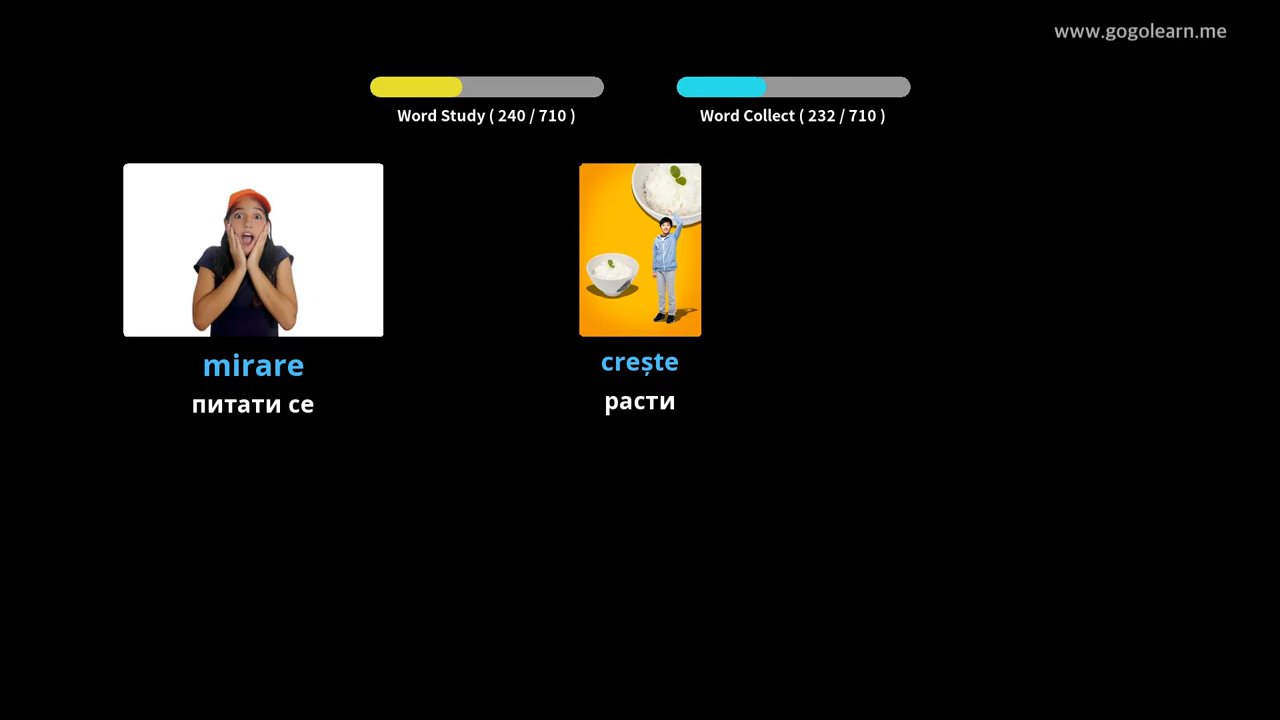 www.gogolearn.me
Word Study ( 240 / 710 )
Word Collect ( 232 / 710 )
mirare
питати се
crește
расти